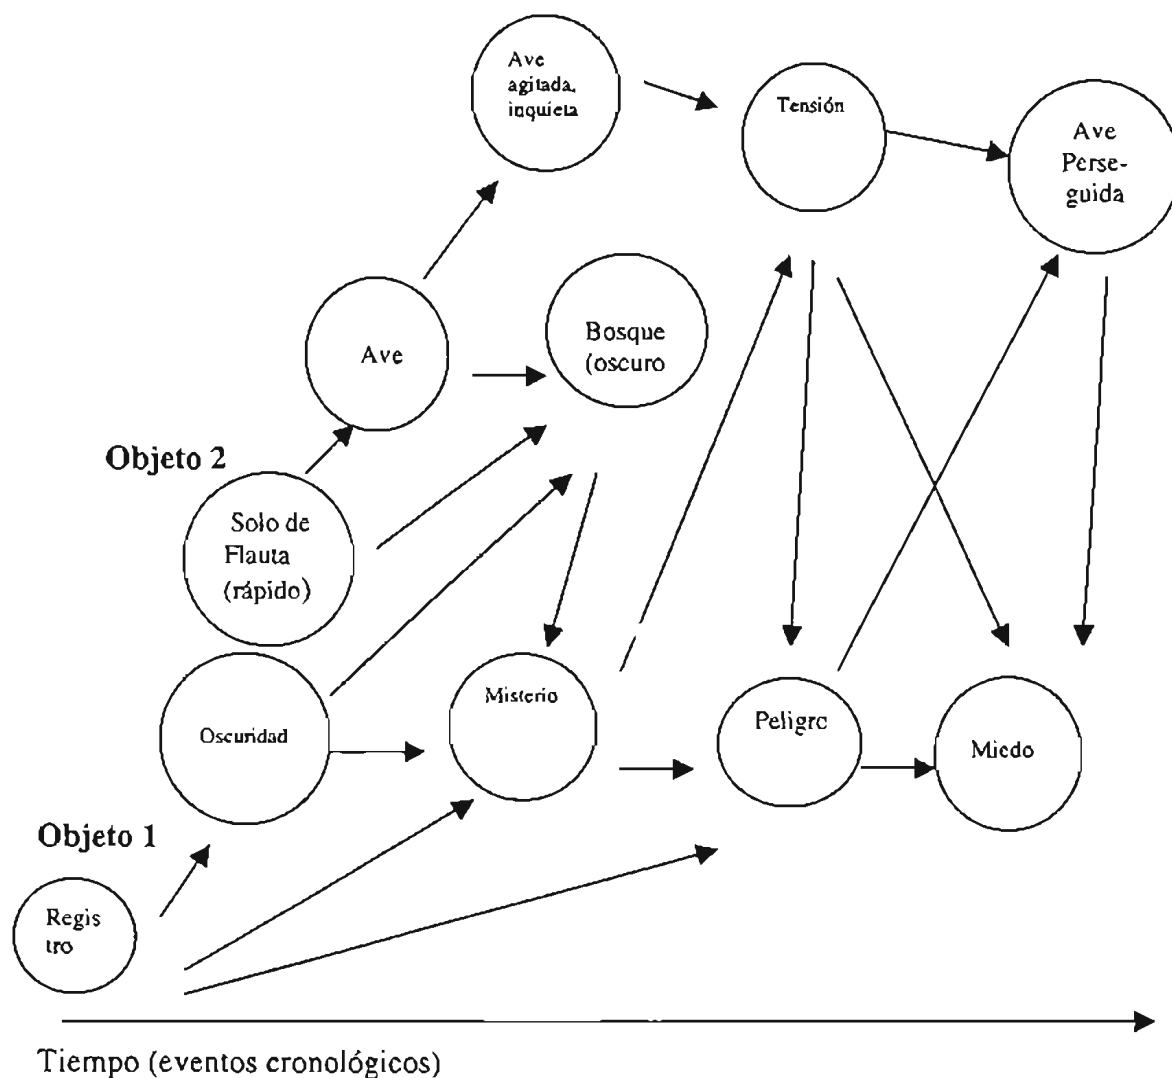 Ave
agitada,
inquieta
Tensión
Ave
Perse-
guida
Ave
Bosque
(oscuro
Objeto 2
Solo de
Flauta
(rápido)
Oscuridad
Misterio
Peligro
Miedo
Objeto 1
Regis
tro
Tiempo (eventos cronológicos)